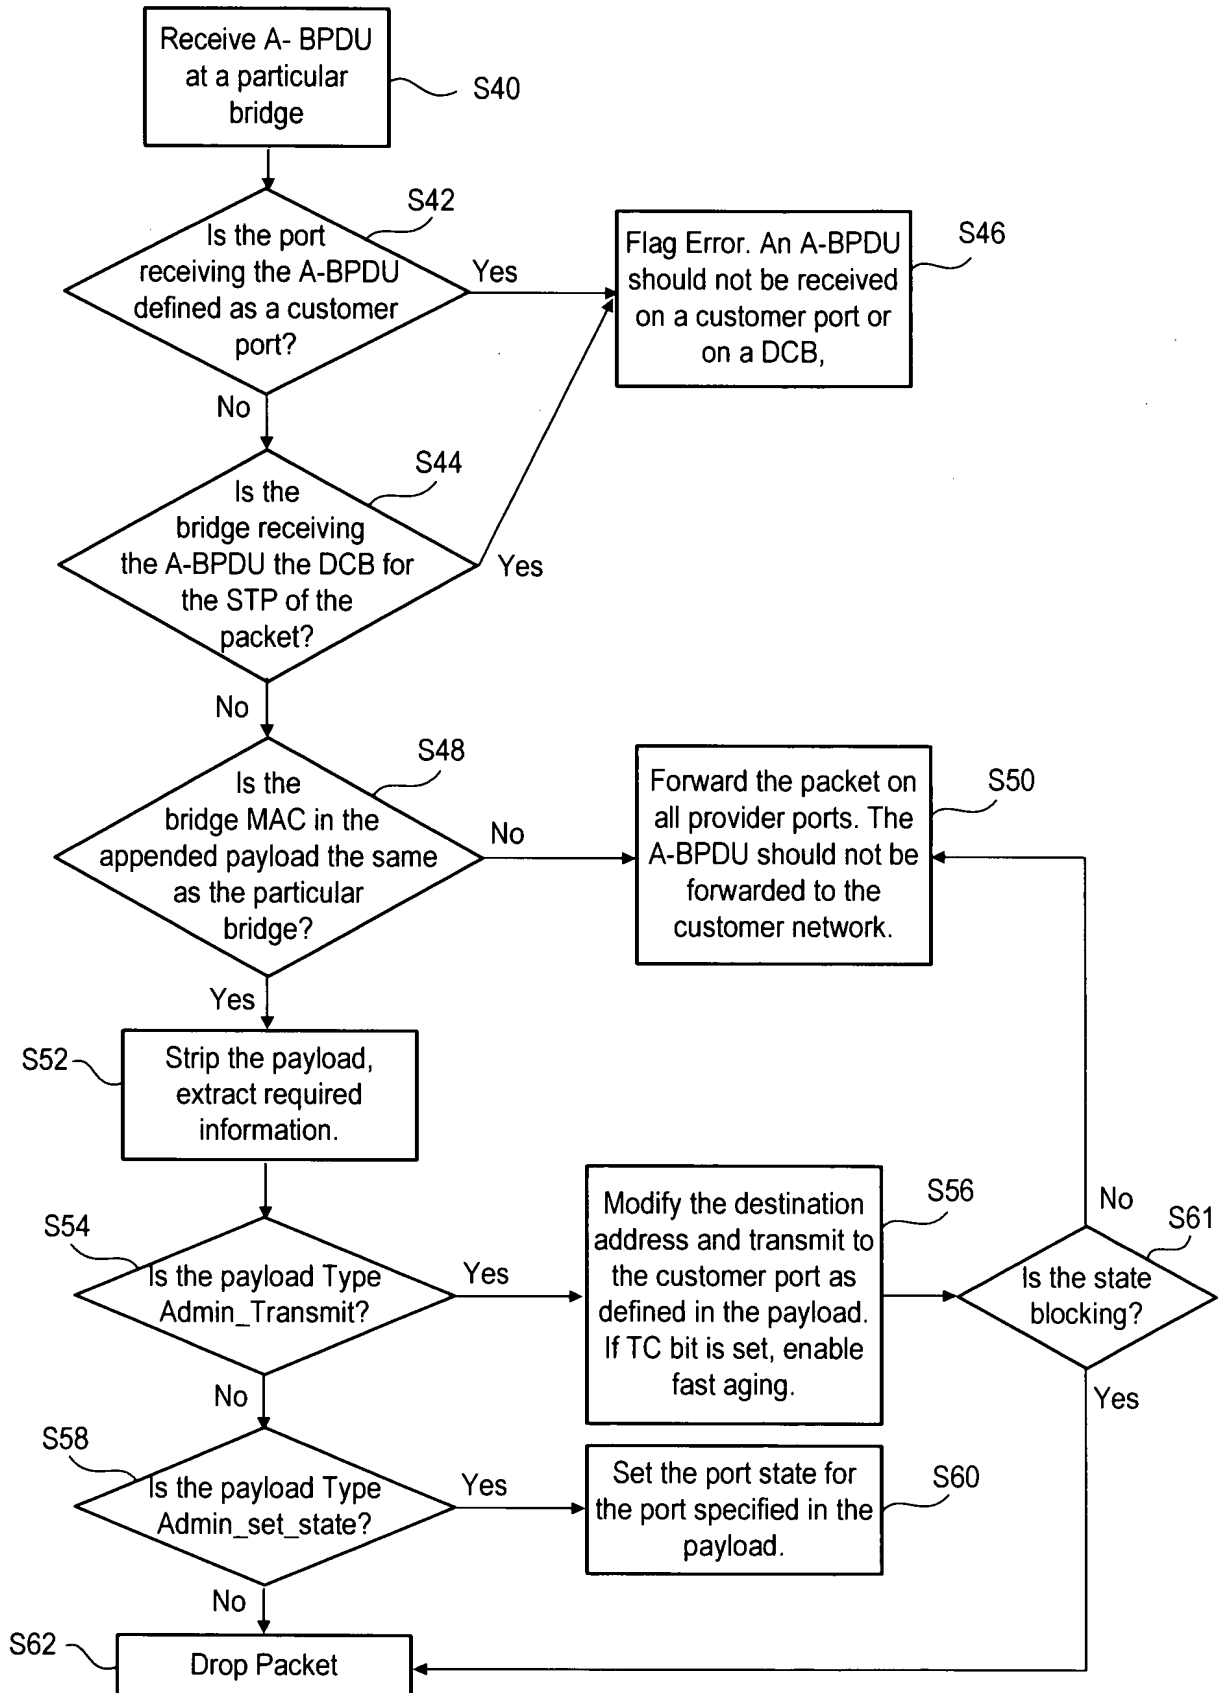 Receive A- BPDU
at a particular
bridge
S40
S42
Is the port
receiving the A-BPDU
defined as a customer
port?
Yes
Flag Error. An A-BPDU
should not be received
on a customer port or
on a DCB,
S46
No
S44
Is the
bridge receiving
the A-BPDU the DCB for
the STP of the
packet?
Yes
No
S48
Is the
bridge MAC in the
appended payload the same
as the particular
bridge?
No
Forward the packet on
all provider ports. The
A-BPDU should not be
forwarded to the
customer network.
S50
Yes
S52
Strip the payload,
extract required
information.
S54
Is the payload Type
Admin_Transmit?
Yes
Modify the destination
address and transmit to
the customer port as
defined in the payload.
If TC bit is set, enable
fast aging.
S56
No
S61
Is the state
blocking?
Yes
No
S58
Is the payload Type
Admin_set_state?
Yes
Set the port state for
the port specified in the
payload.
S60
No
S62
Drop Packet